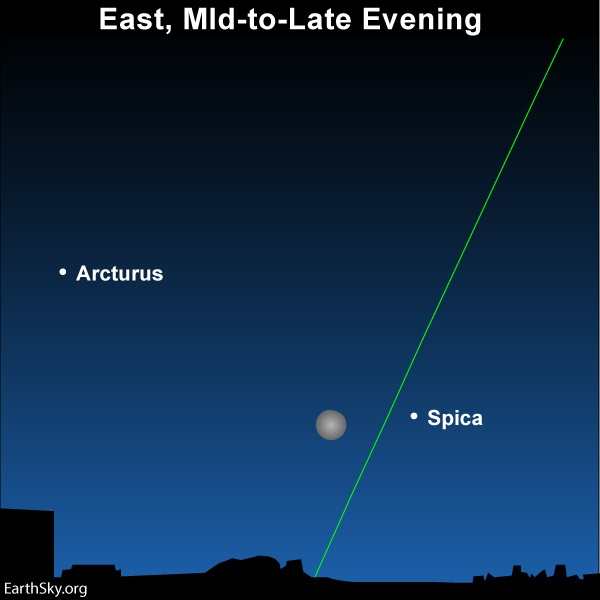 East, MId-to-Late Evening
Arcturus
Spica
EarthSky.org